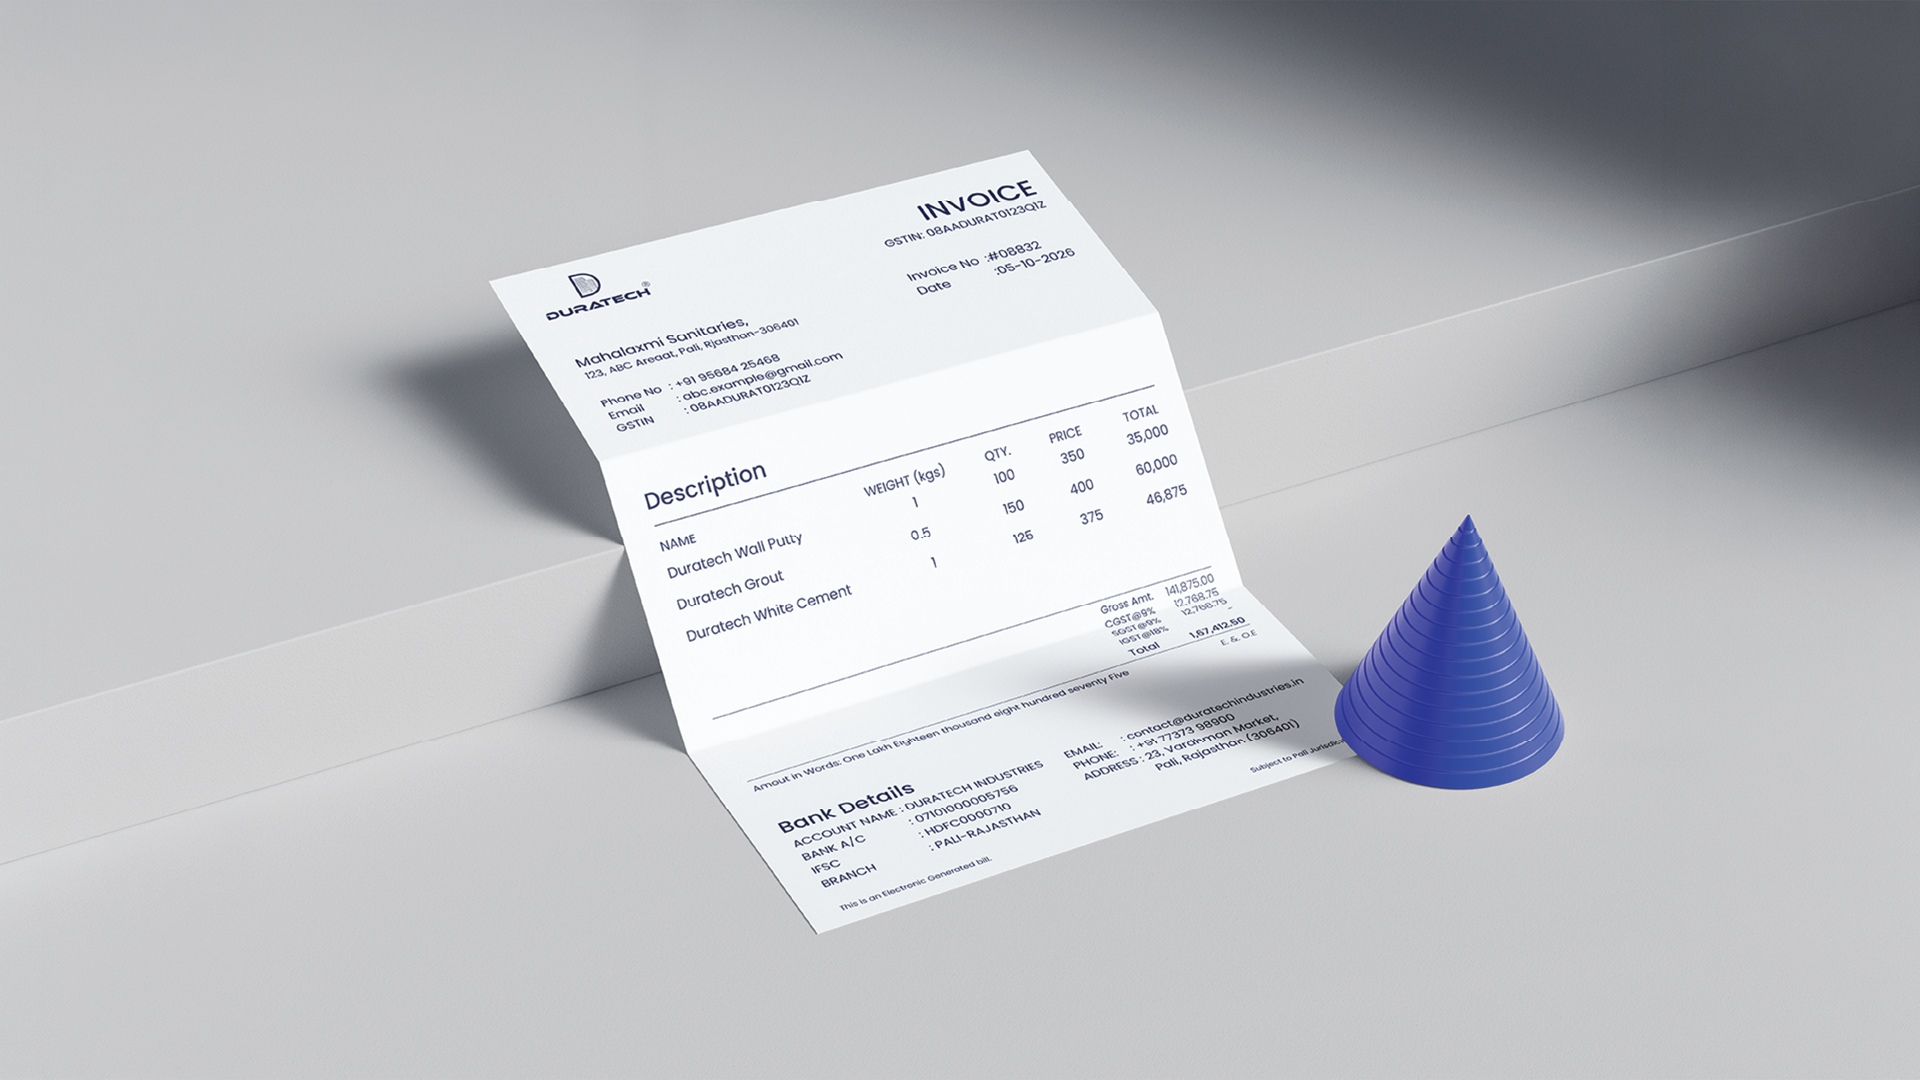 INVOICE
GSTIN: 08AADURAT0123Q1Z
Invoice No :#08832
Date :05-10-2026
DURATECH®
Mahalaxmi Sanitaries,
123, ABC Areaat, Pali, Rjasthan-306401
Phone No : +91 95684 25468
Email : abc.example@gmail.com
GSTIN : 08AADURAT0123Q1Z
Description
NAME WEIGHT (kgs) QTY. PRICE TOTAL
Duratech Wall Putty 1 100 350 35,000
Duratech Grout 0.5 150 400 60,000
Duratech White Cement 1 125 375 46,875
Gross Amt. 141,875.00
CGST@9% 12,768.75
SGST@9% 12,768.75
IGST@18% -
Total 1,67,412.50
E. & O.E
Amout in Words: One Lakh Eighteen thousand eight hundred seventy Five
Bank Details
ACCOUNT NAME : DURATECH INDUSTRIES
BANK A/C : 07101000005756
IFSC : HDFC0000710
BRANCH : PALI-RAJASTHAN
EMAIL: : contact@duratechindustries.in
PHONE: : +91 77373 98900
ADDRESS : 23, Vardhman Market,
Pali, Rajasthan (306401)
This is an Electronic Generated bill.
Subject to Pali